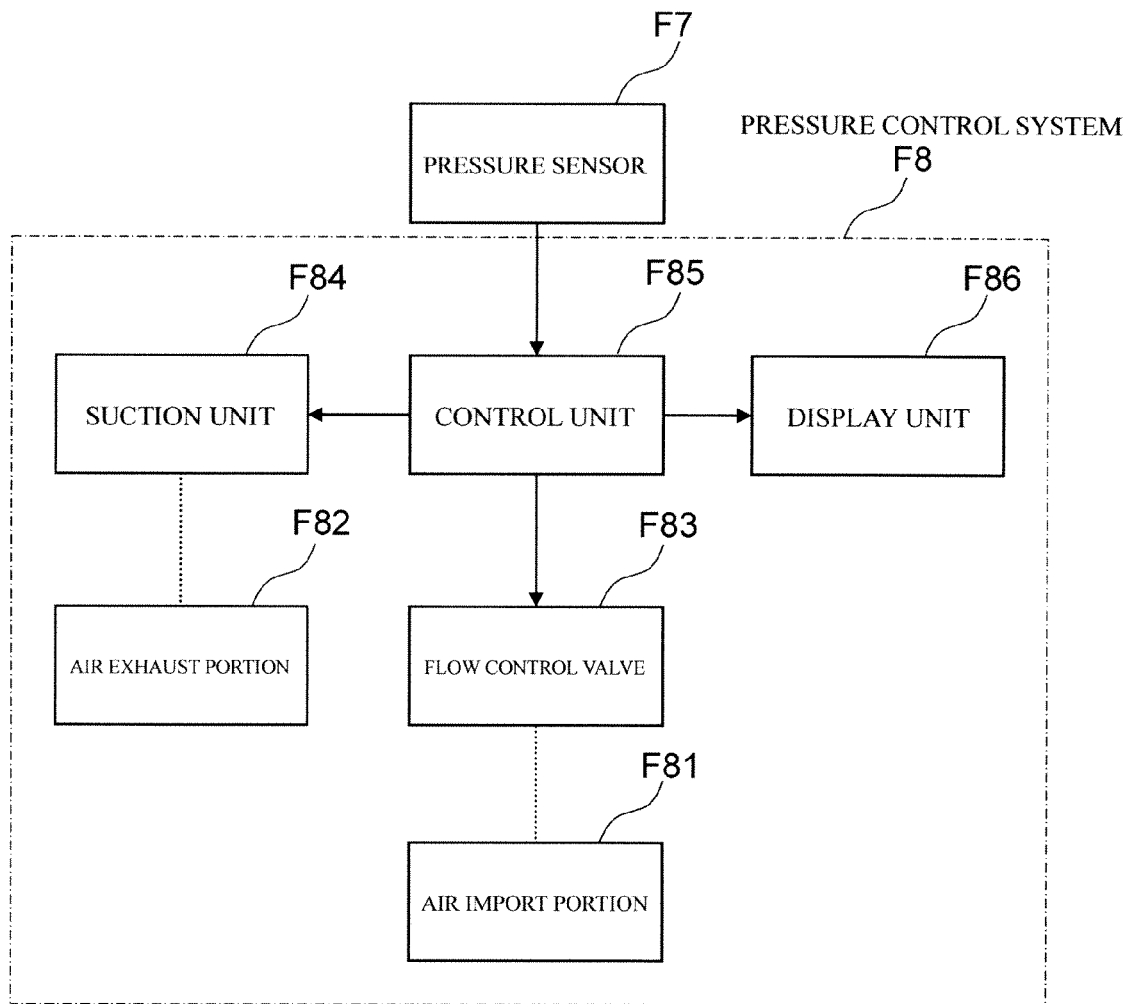 F7
PRESSURE SENSOR
PRESSURE CONTROL SYSTEM
F8
F84
SUCTION UNIT
F85
CONTROL UNIT
F86
DISPLAY UNIT
F82
AIR EXHAUST PORTION
F83
FLOW CONTROL VALVE
F81
AIR IMPORT PORTION